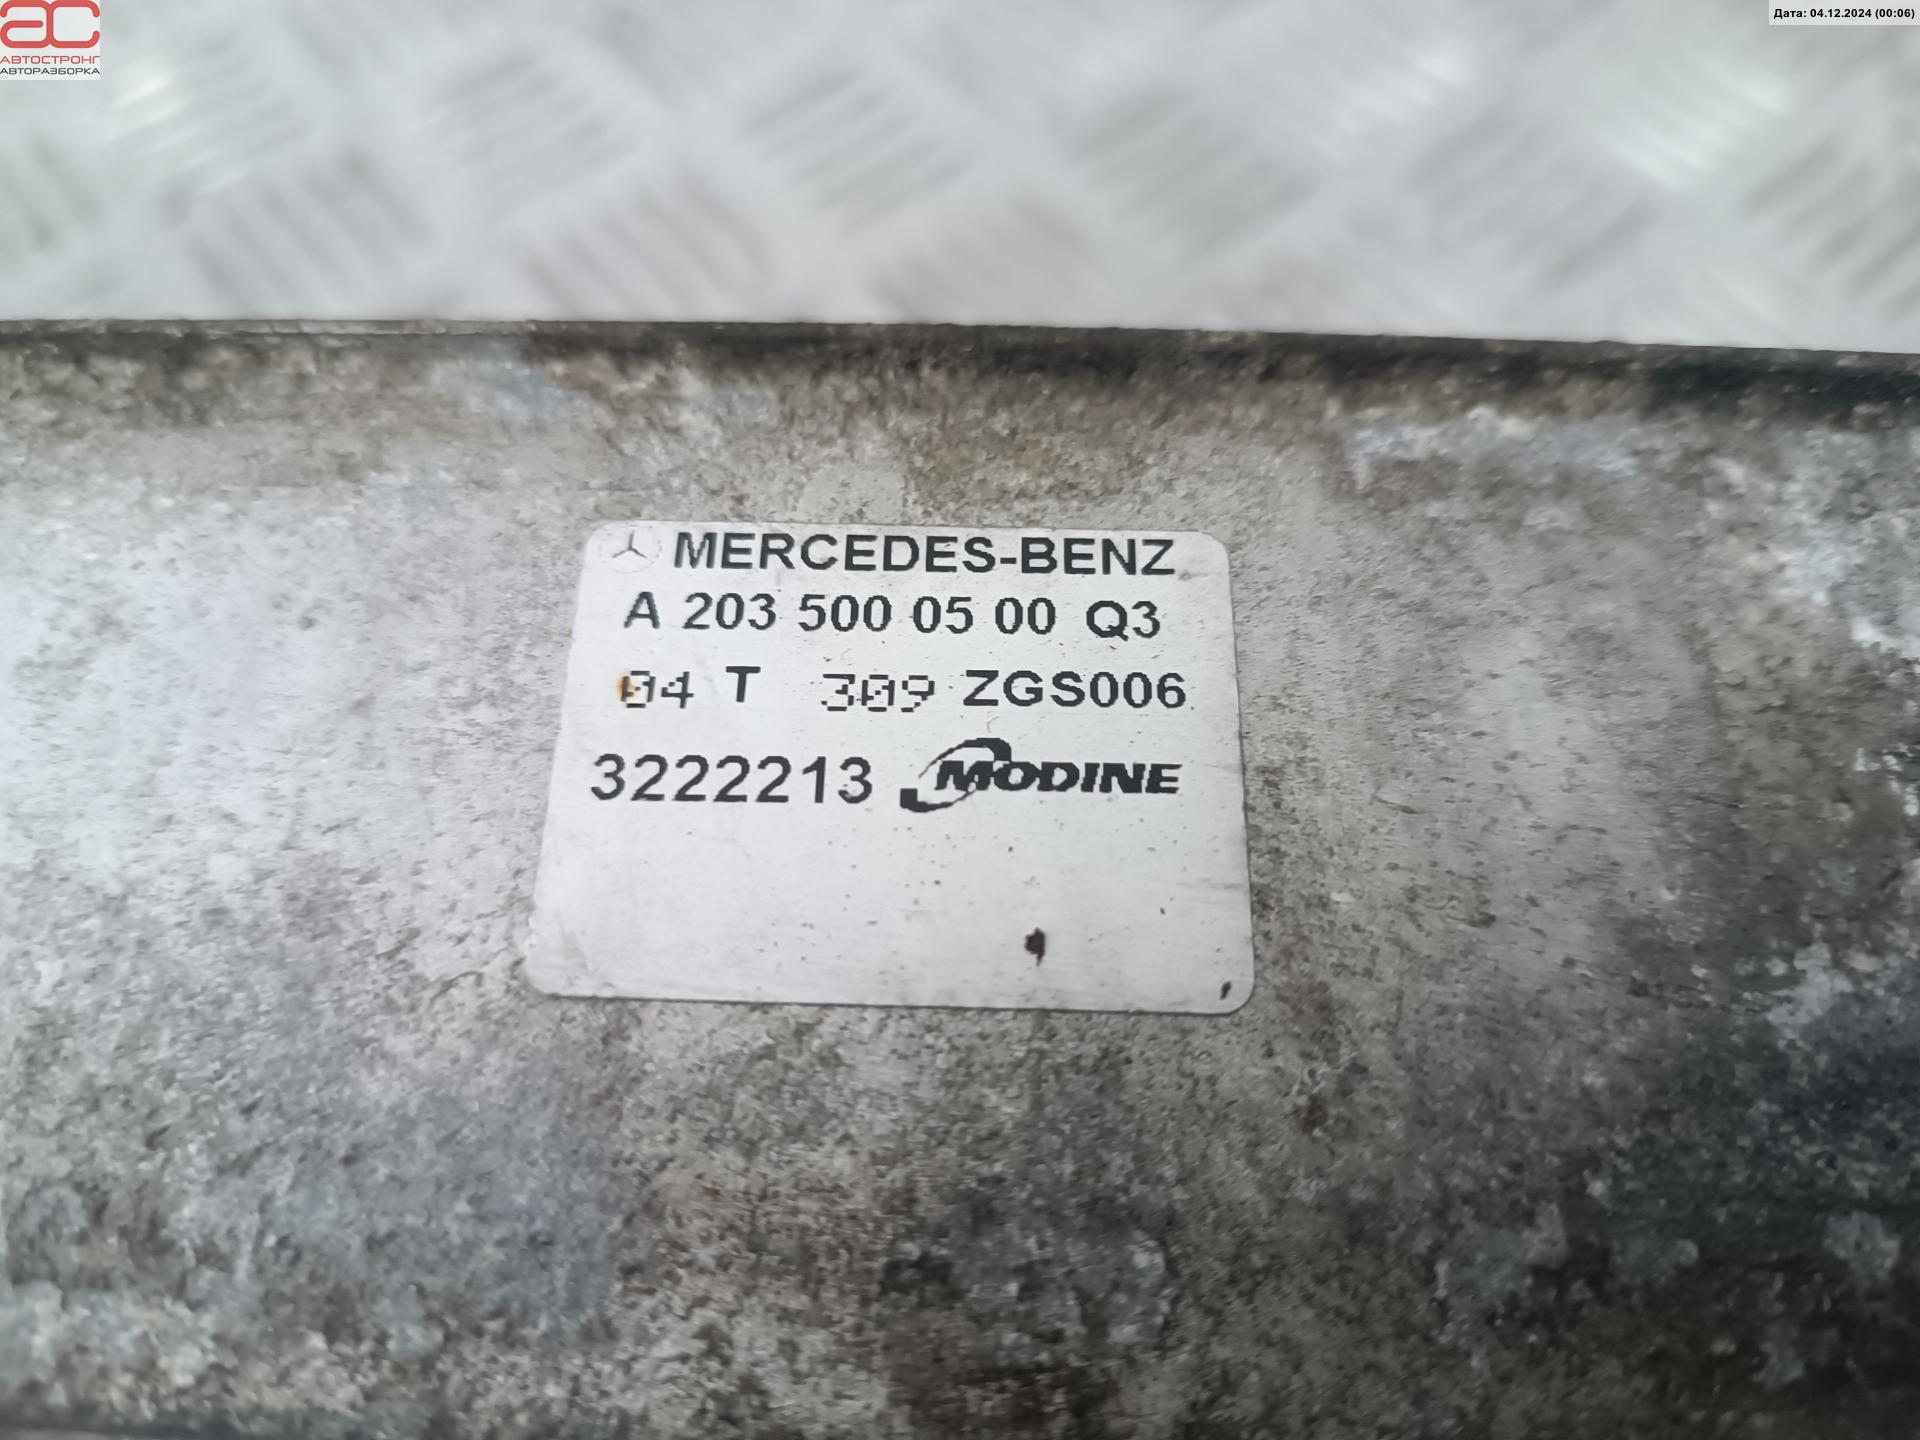 ac
АВТОСТРОНГ
АВТОРАЗБОРКА
Дата: 04.12.2024 (00:06)
MERCEDES-BENZ
A 203 500 05 00 Q3
04 T 309 ZGS006
3222213 MODINE